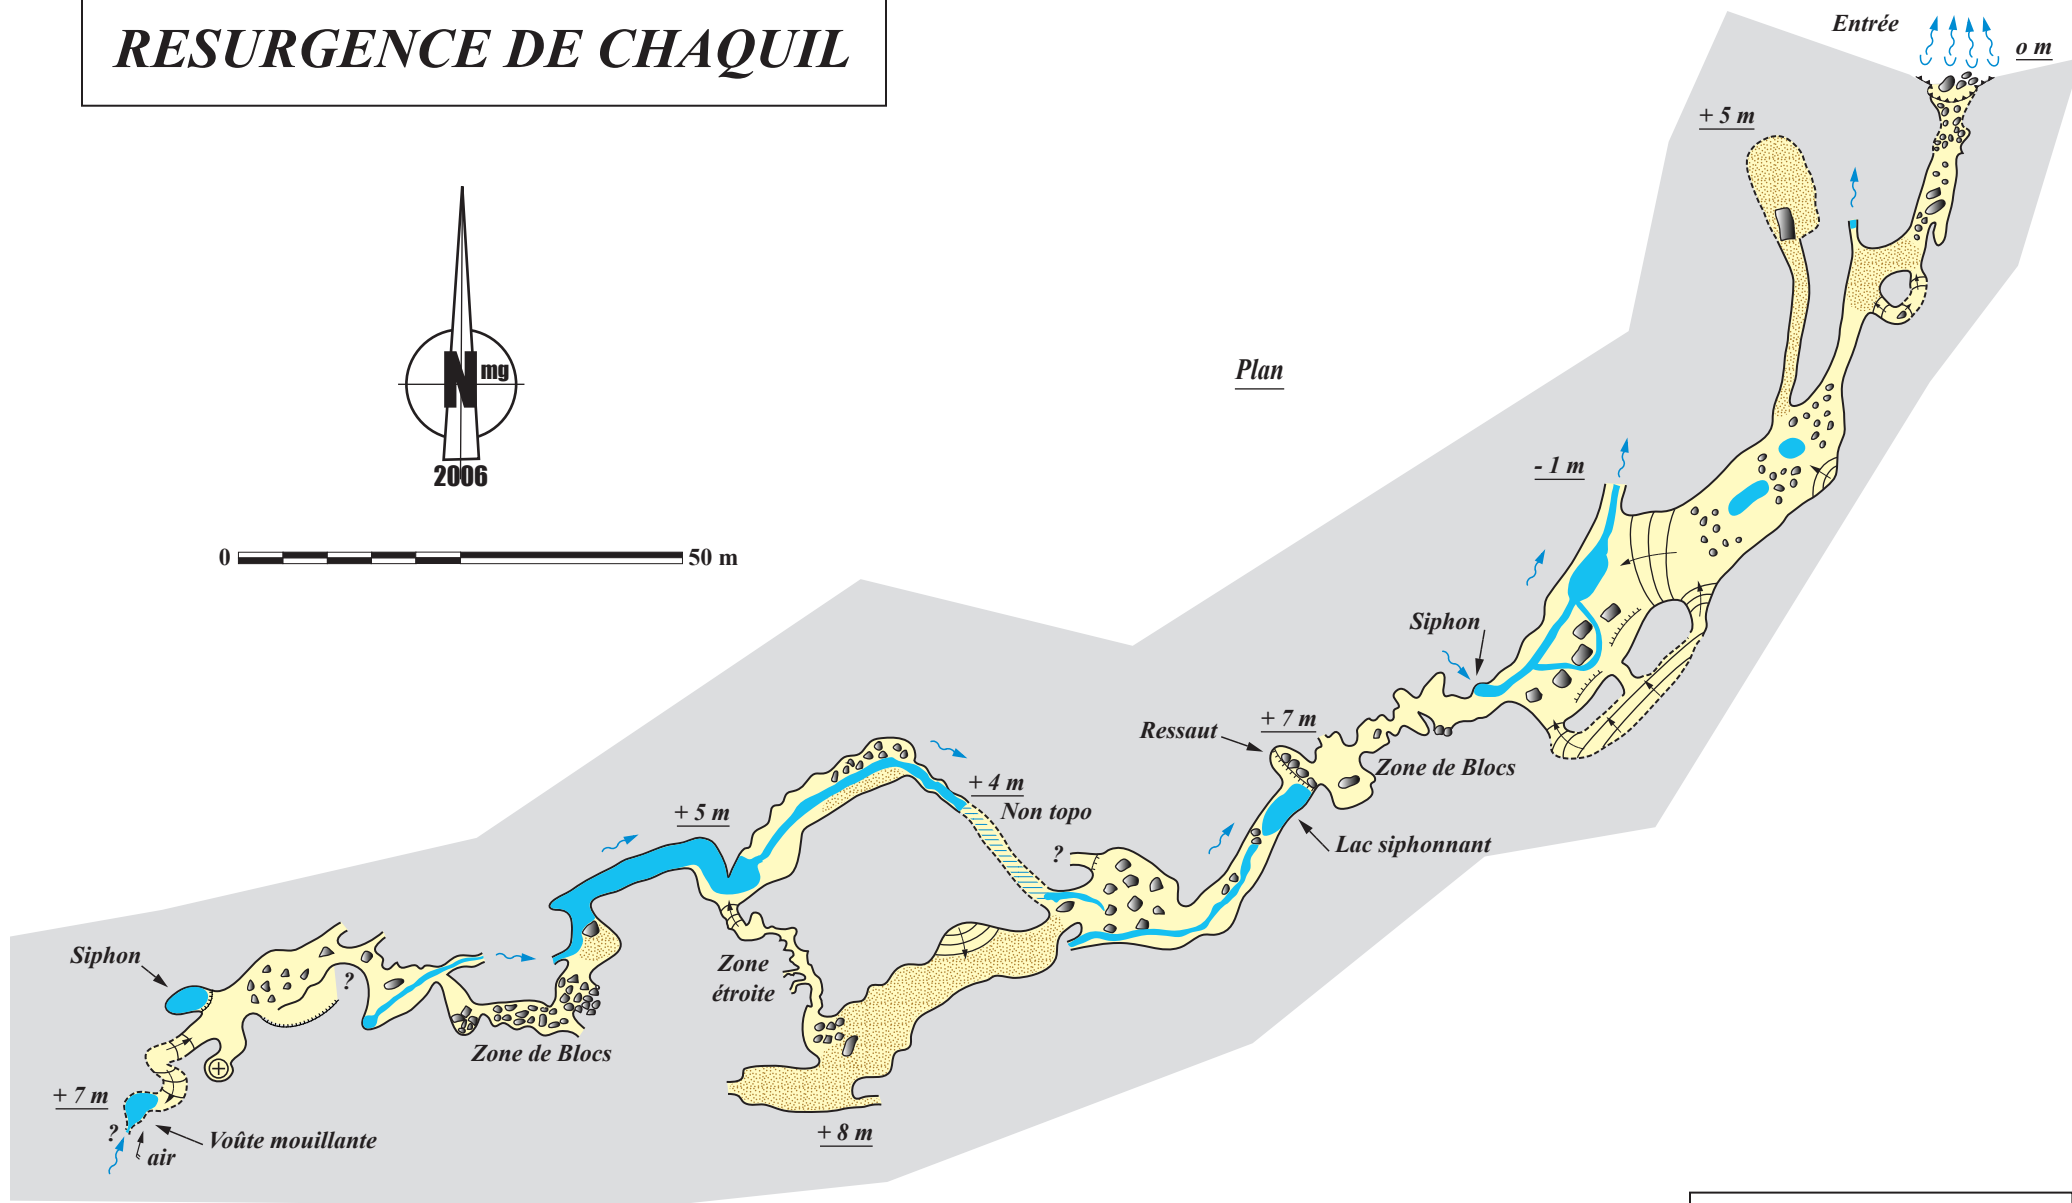 RESURGENCE DE CHAQUIL
Entrée
o m
+ 5 m
N mg
2006
Plan
- 1 m
0 50 m
Siphon
+ 7 m
Ressaut
Zone de Blocs
+ 4 m
Non topo
+ 5 m
?
Lac siphonnant
Siphon
?
Zone
étroite
Zone de Blocs
+ 7 m
?
Voûte mouillante
air
+ 8 m